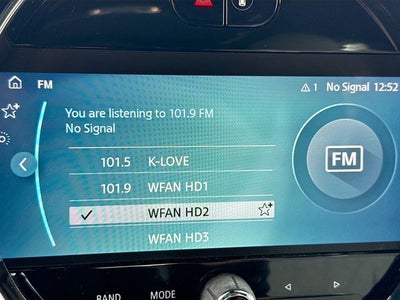 FM
1 No Signal 12:52
You are listening to 101.9 FM
No Signal
101.5 K-LOVE
101.9 WFAN HD1
WFAN HD2
WFAN HD3
FM
BAND MODE